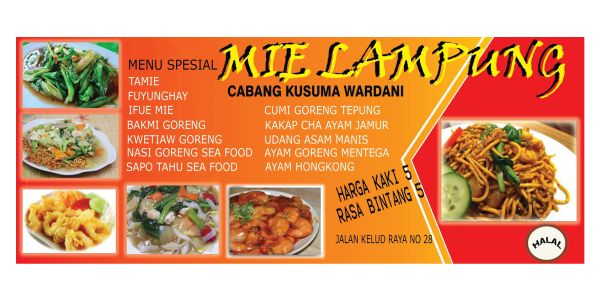 MIE LAMPUNG
CABANG KUSUMA WARDANI
MENU SPESIAL
TAMIE
FUYUNGHAY
IFUE MIE
BAKMI GORENG
KWETIAW GORENG
NASI GORENG SEA FOOD
SAPO TAHU SEA FOOD
CUMI GORENG TEPUNG
KAKAP CHA AYAM JAMUR
UDANG ASAM MANIS
AYAM GORENG MENTEGA
AYAM HONGKONG
HARGA KAKI 5
RASA BINTANG 5
JALAN KELUD RAYA NO 28
HALAL